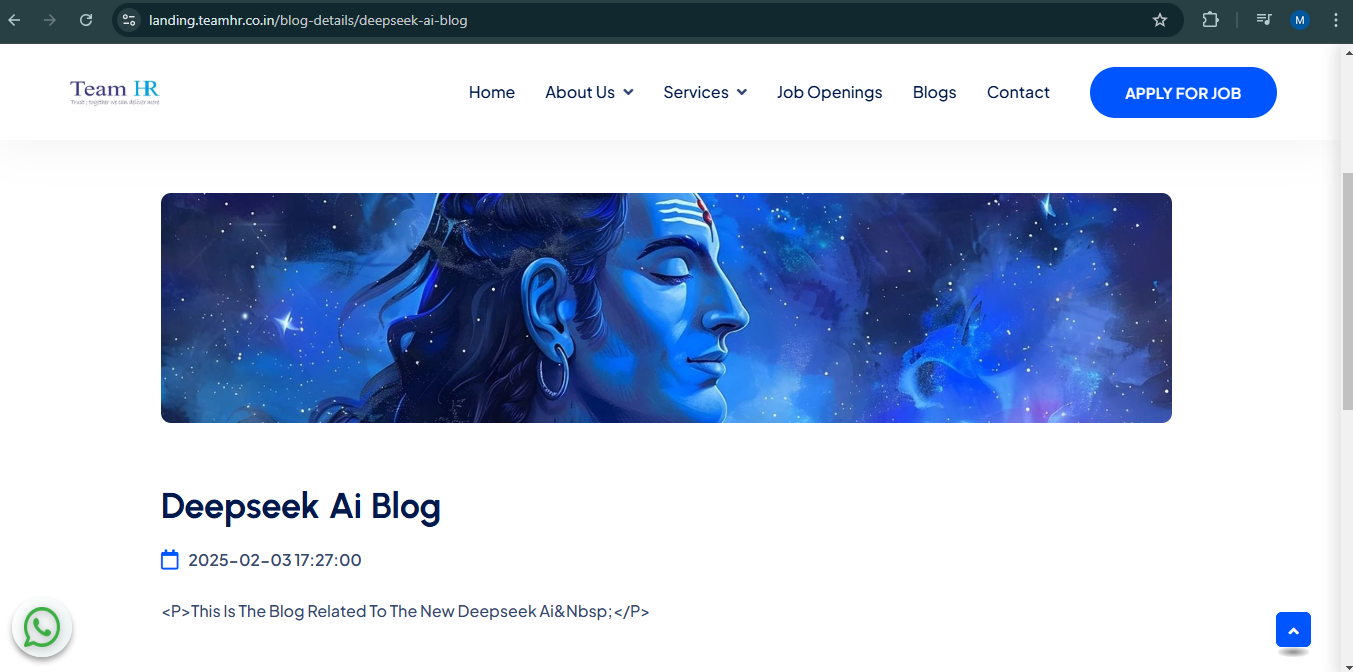 landing.teamhr.co.in/blog-details/deepseek-ai-blog
M
Team HR
Trust ; together we can deliver more
Home About Us Services Job Openings Blogs Contact APPLY FOR JOB
Deepseek Ai Blog
2025-02-03 17:27:00
<P>This Is The Blog Related To The New Deepseek Ai&Nbsp;</P>